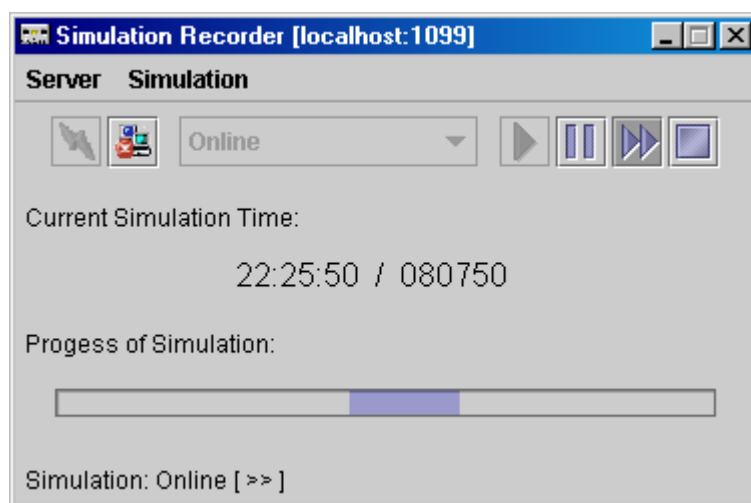 Simulation Recorder [localhost:1099]
Server Simulation
Online
Current Simulation Time:
22:25:50 / 080750
Progess of Simulation:
Simulation: Online [ >> ]